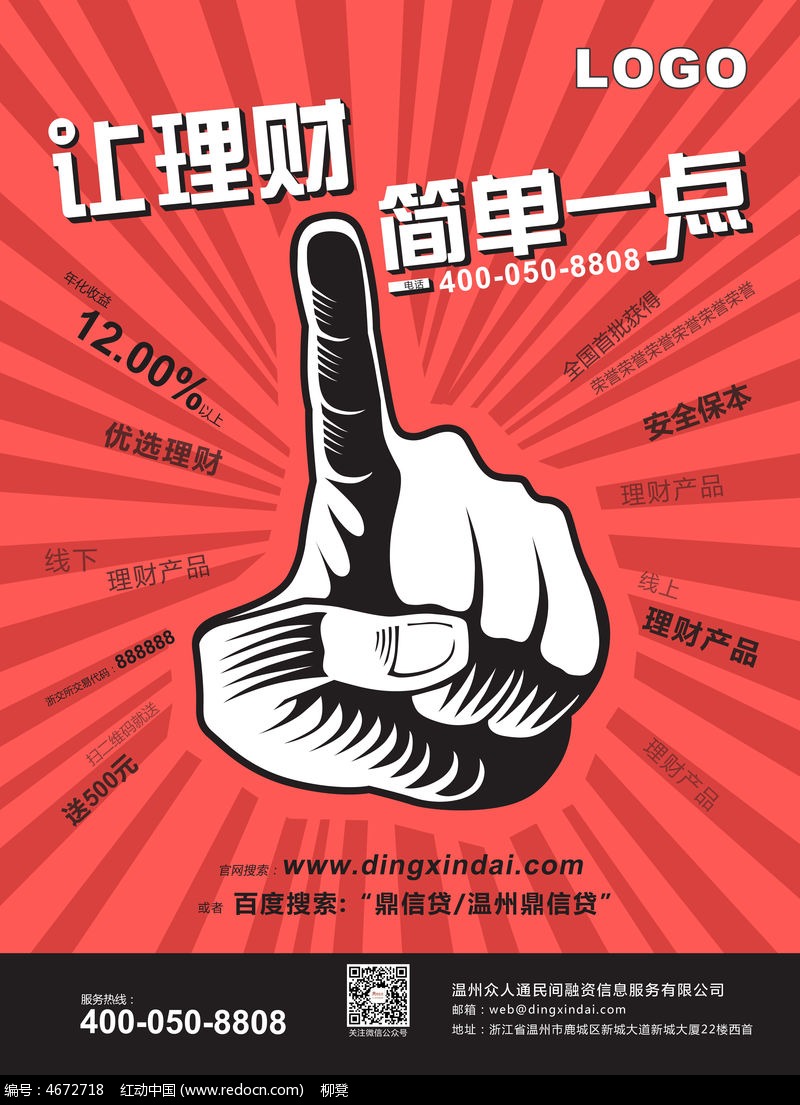 LOGO
让理财
简单一点
电话 400-050-8808
年化收益
12.00%以上
优选理财
线下
理财产品
浙交所交易代码：888888
扫二维码就送
送500元
全国首批获得
荣誉荣誉荣誉荣誉荣誉荣誉
安全保本
理财产品
线上
理财产品
理财产品
官网搜索：www.dingxindai.com
或者 百度搜索：“鼎信贷/温州鼎信贷”
服务热线：
400-050-8808
关注微信公众号
温州众人通民间融资信息服务有限公司
邮箱：web@dingxindai.com
地址：浙江省温州市鹿城区新城大道新城大厦22楼西首
编号：4672718 红动中国 (www.redocn.com) 柳凳